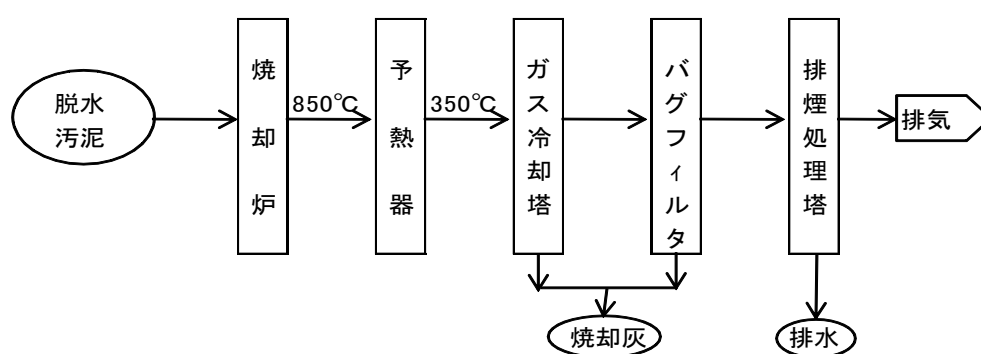 脱水
汚泥
焼却炉
850℃
予熱器
350℃
ガス冷却塔
バグフィルタ
排煙処理塔
排気
焼却灰
排水